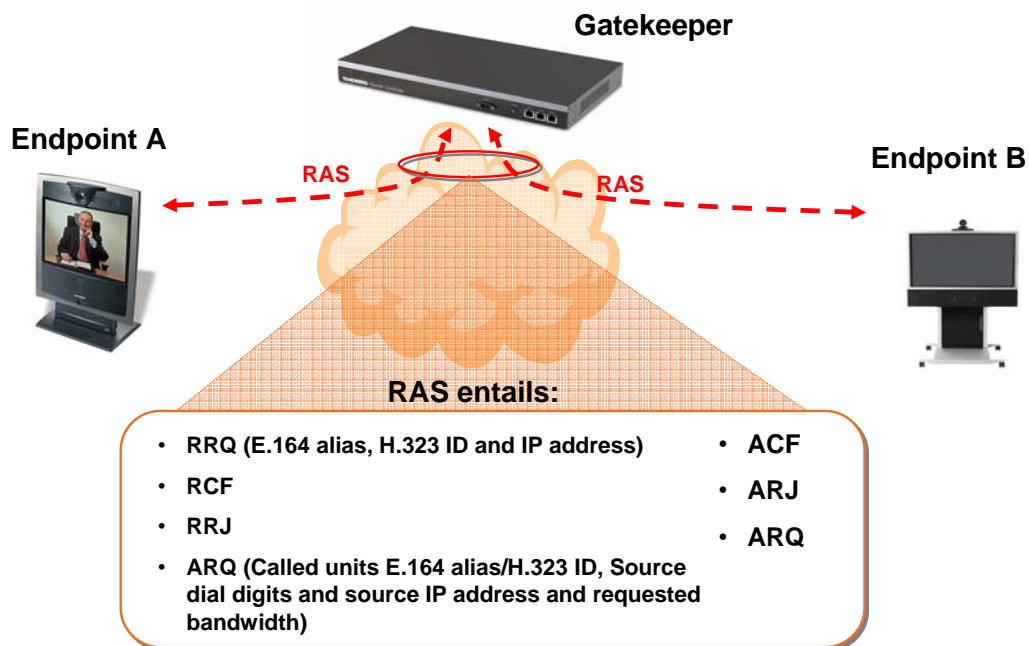 Gatekeeper
Endpoint A
Endpoint B
RAS
RAS
RAS entails:
• RRQ (E.164 alias, H.323 ID and IP address)
• RCF
• RRJ
• ARQ (Called units E.164 alias/H.323 ID, Source
dial digits and source IP address and requested
bandwidth)
• ACF
• ARJ
• ARQ